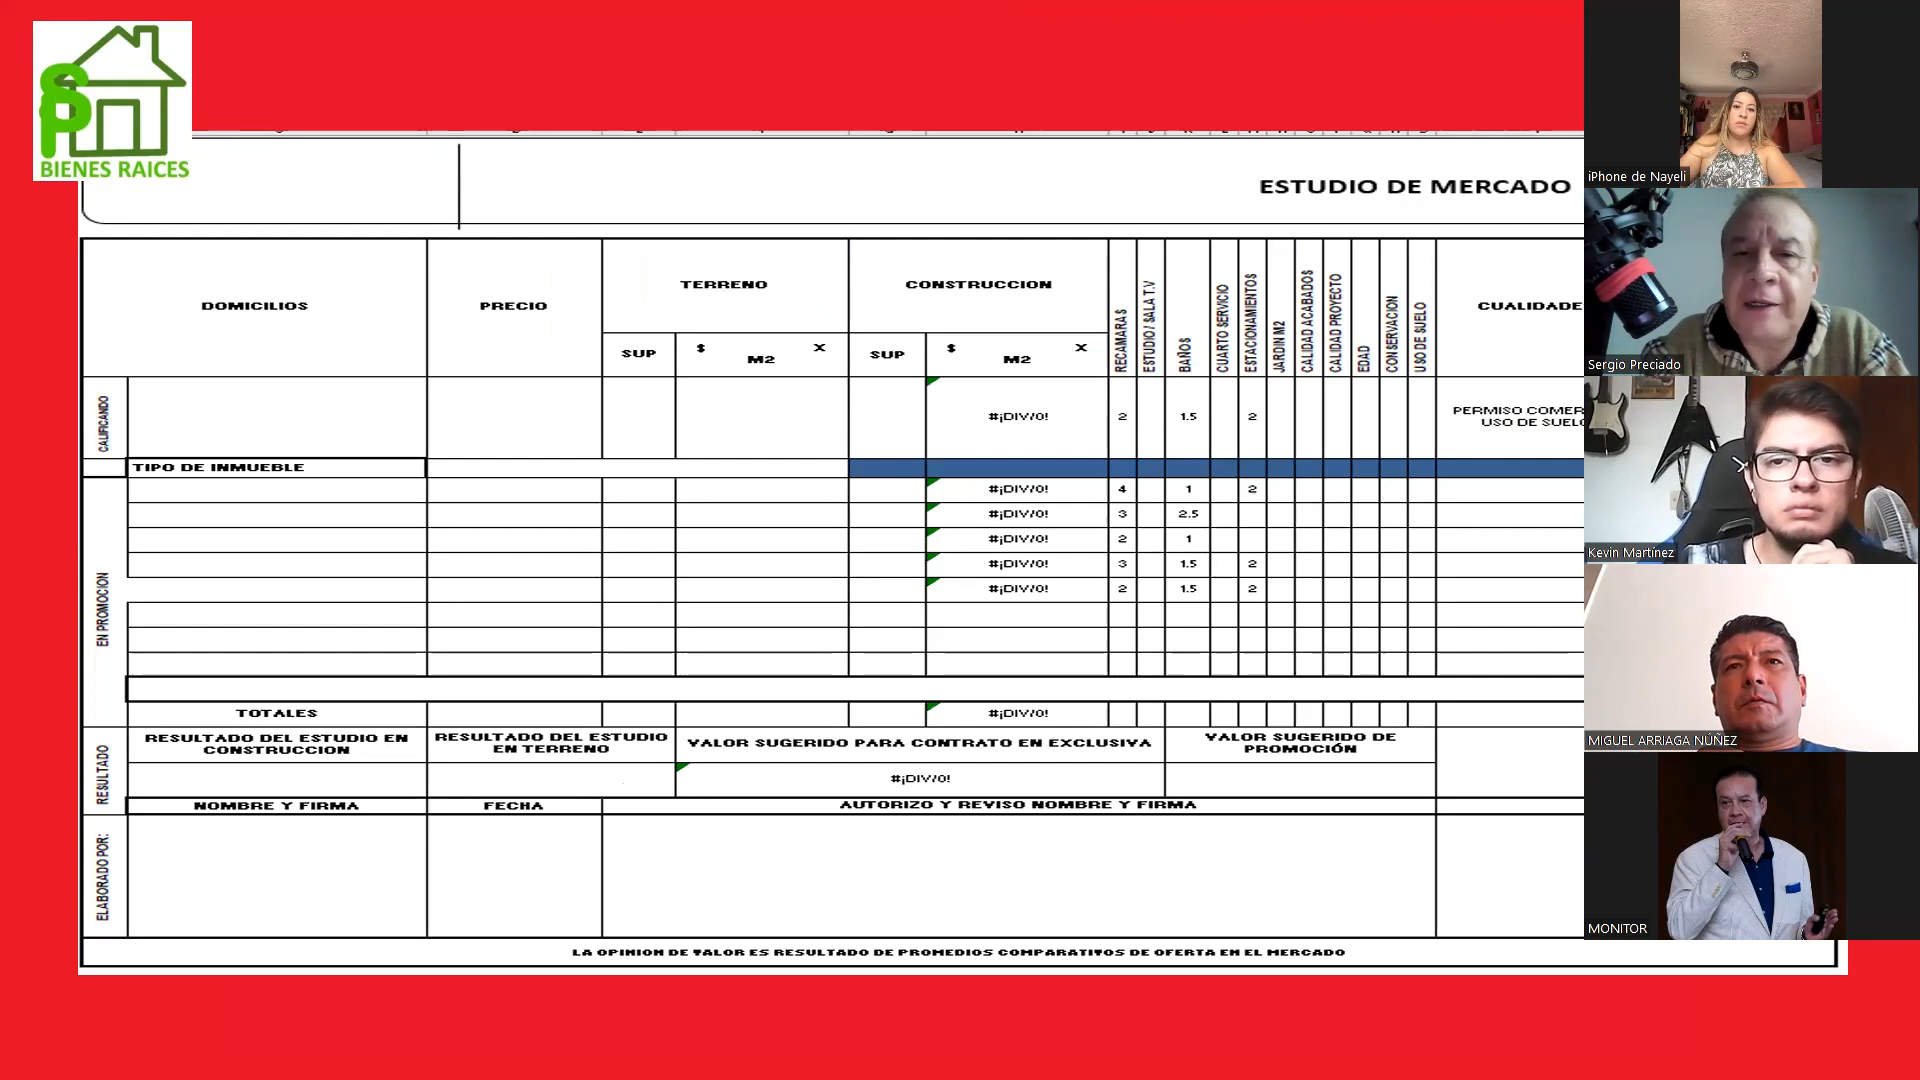 SP
BIENES RAICES
ESTUDIO DE MERCADO
DOMICILIOS
PRECIO
TERRENO
CONSTRUCCION
SUP
$ X
M2
SUP
$ X
M2
RECAMARAS
ESTUDIO / SALA T.V
BAÑOS
CUARTO SERVICIO
ESTACIONAMIENTOS
JARDIN M2
CALIDAD ACABADOS
CALIDAD PROYECTO
EDAD
CONSERVACION
USO DE SUELO
CUALIDADE
CALIFICANDO
#¡DIV/0! 2 1.5 2
PERMISO COMER
USO DE SUELO
TIPO DE INMUEBLE
EN PROMOCION
#¡DIV/0! 4 1 2
#¡DIV/0! 3 2.5
#¡DIV/0! 2 1
#¡DIV/0! 3 1.5 2
#¡DIV/0! 2 1.5 2
TOTALES
#¡DIV/0!
RESULTADO
RESULTADO DEL ESTUDIO EN
CONSTRUCCION
RESULTADO DEL ESTUDIO
EN TERRENO
VALOR SUGERIDO PARA CONTRATO EN EXCLUSIVA
VALOR SUGERIDO DE
PROMOCIÓN
#¡DIV/0!
NOMBRE Y FIRMA
FECHA
AUTORIZO Y REVISO NOMBRE Y FIRMA
ELABORADO POR:
LA OPINION DE VALOR ES RESULTADO DE PROMEDIOS COMPARATIVOS DE OFERTA EN EL MERCADO
iPhone de Nayeli
Sergio Preciado
Kevin Martínez
MIGUEL ARRIAGA NÚÑEZ
MONITOR